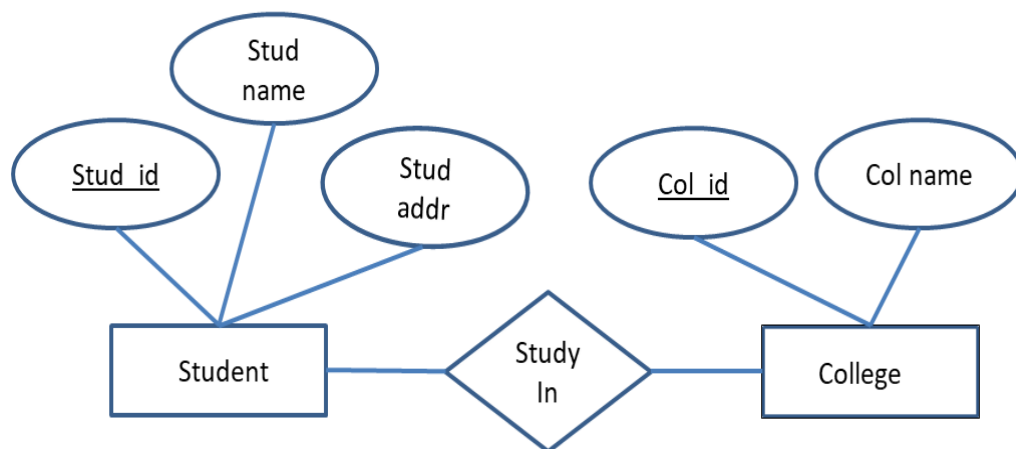 Stud
name
Stud_id
Stud
addr
Col_id
Col name
Student
Study
In
College